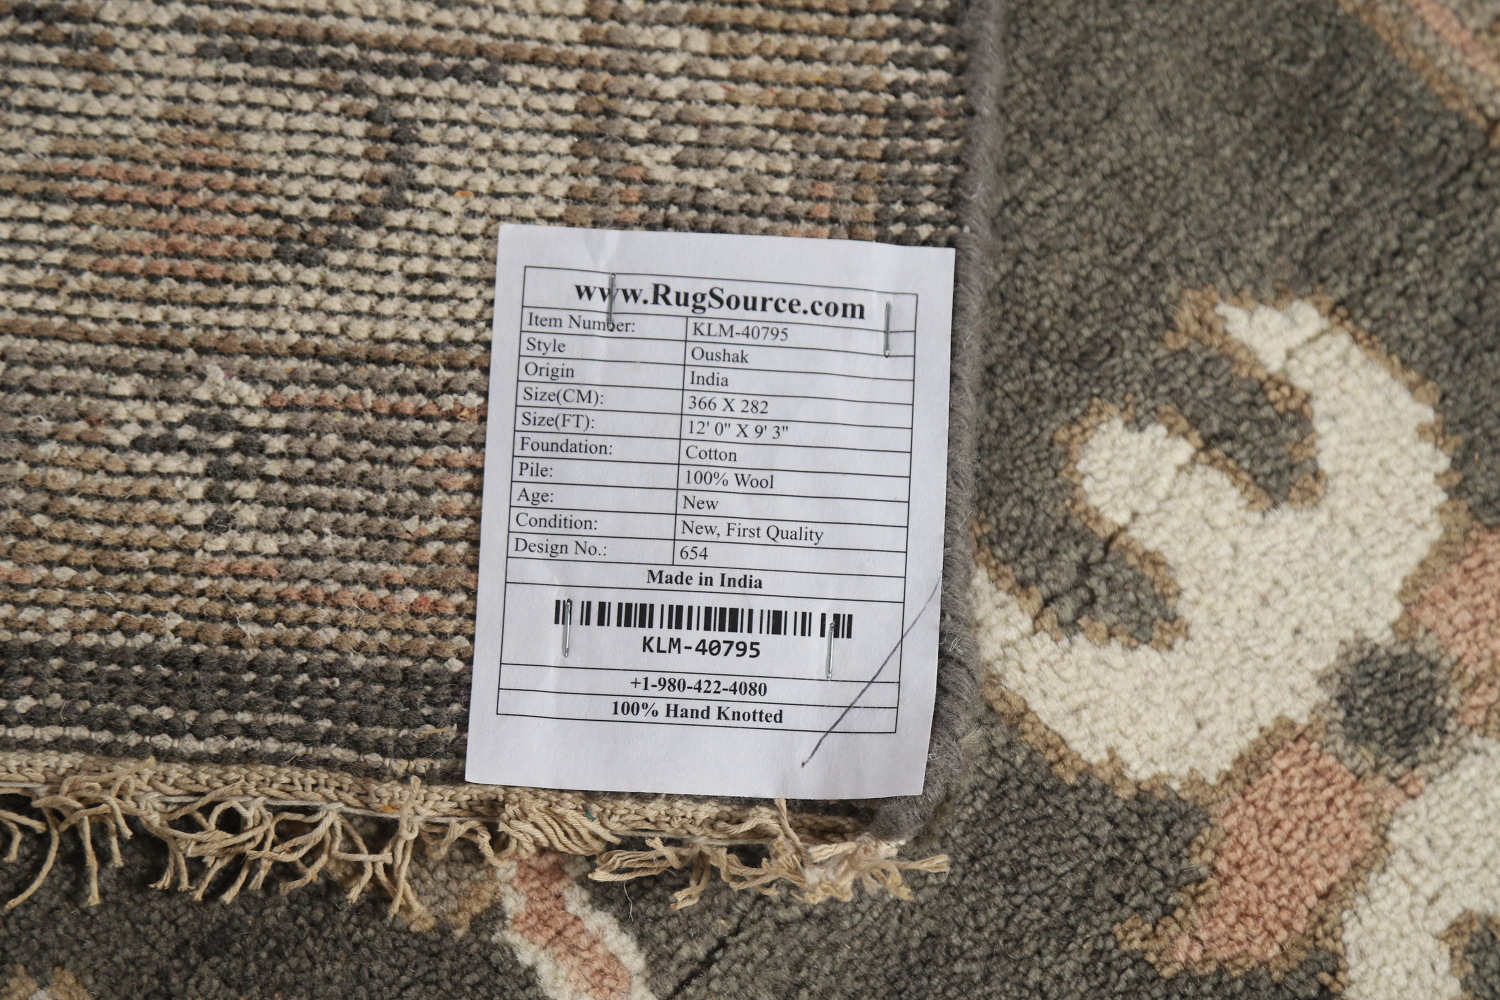 www.RugSource.com
Item Number: KLM-40795
Style Oushak
Origin India
Size(CM): 366 X 282
Size(FT): 12' 0" X 9' 3"
Foundation: Cotton
Pile: 100% Wool
Age: New
Condition: New, First Quality
Design No.: 654
Made in India
KLM-40795
+1-980-422-4080
100% Hand Knotted